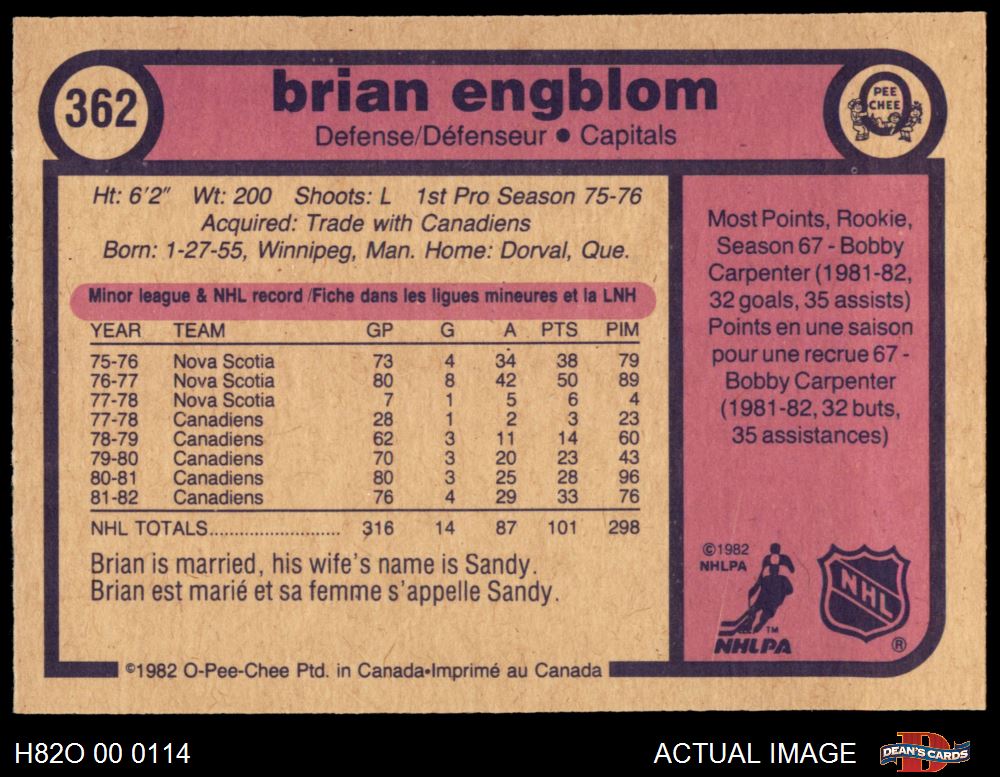 362
brian engblom
Defense/Défenseur ● Capitals
O
PEE
CHEE
Ht: 6'2" Wt: 200 Shoots: L 1st Pro Season 75-76
Acquired: Trade with Canadiens
Born: 1-27-55, Winnipeg, Man. Home: Dorval, Que.
Minor league & NHL record /Fiche dans les ligues mineures et la LNH
YEAR TEAM GP G A PTS PIM
75-76 Nova Scotia 73 4 34 38 79
76-77 Nova Scotia 80 8 42 50 89
77-78 Nova Scotia 7 1 5 6 4
77-78 Canadiens 28 1 2 3 23
78-79 Canadiens 62 3 11 14 60
79-80 Canadiens 70 3 20 23 43
80-81 Canadiens 80 3 25 28 96
81-82 Canadiens 76 4 29 33 76
NHL TOTALS........................ 316 14 87 101 298
Brian is married, his wife's name is Sandy.
Brian est marié et sa femme s'appelle Sandy.
©1982 O-Pee-Chee Ptd. in Canada•Imprimé au Canada
Most Points, Rookie,
Season 67 - Bobby
Carpenter (1981-82,
32 goals, 35 assists)
Points en une saison
pour une recrue 67 -
Bobby Carpenter
(1981-82, 32 buts,
35 assistances)
©1982
NHLPA
TM
NHLPA
NHL
®
H82O 00 0114
ACTUAL IMAGE
D
DEAN'S CARDS